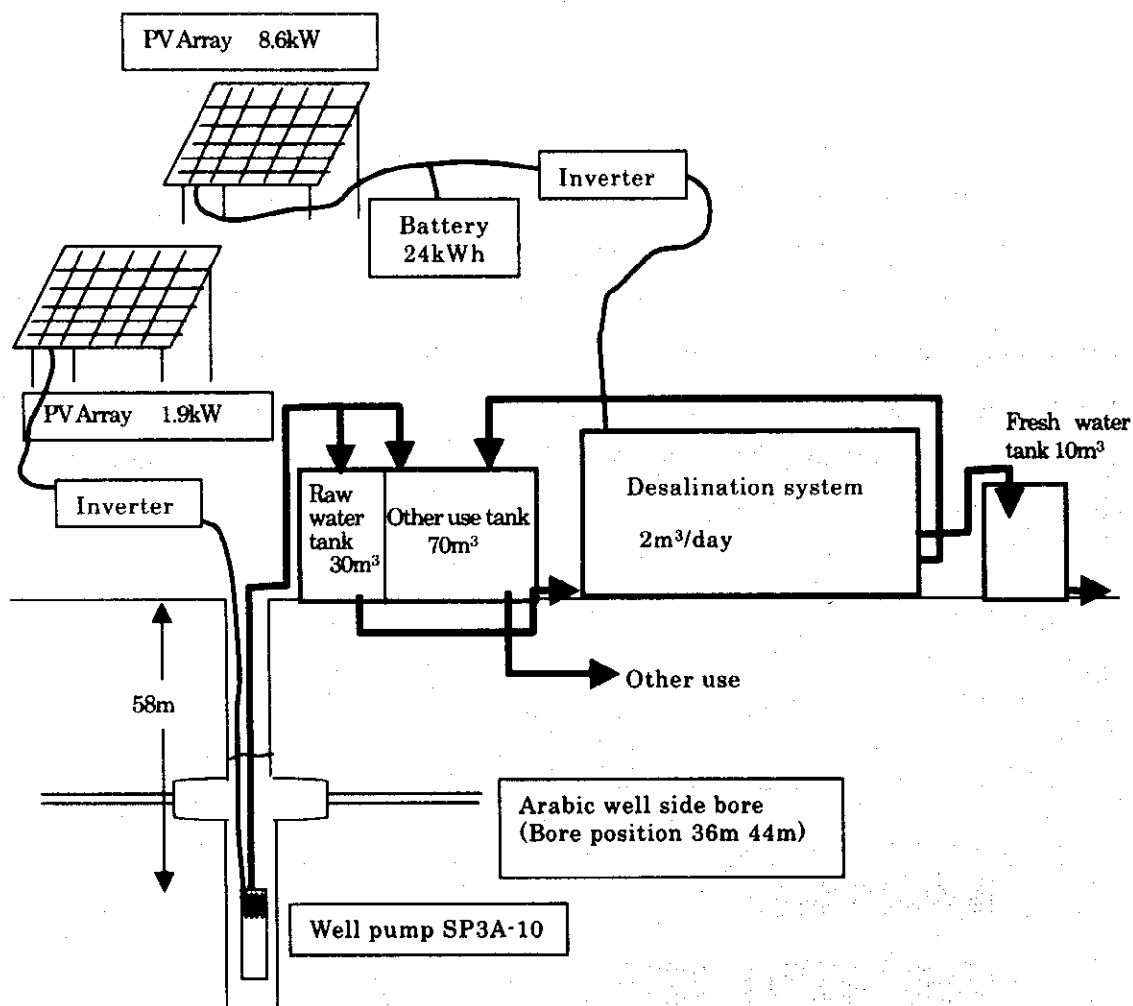 PV Array 8.6kW
Inverter
Battery
24kWh
PV Array 1.9kW
Inverter
Raw
water
tank
30m³
Other use tank
70m³
Desalination system
2m³/day
Fresh water
tank 10m³
Other use
58m
Arabic well side bore
(Bore position 36m 44m)
Well pump SP3A-10